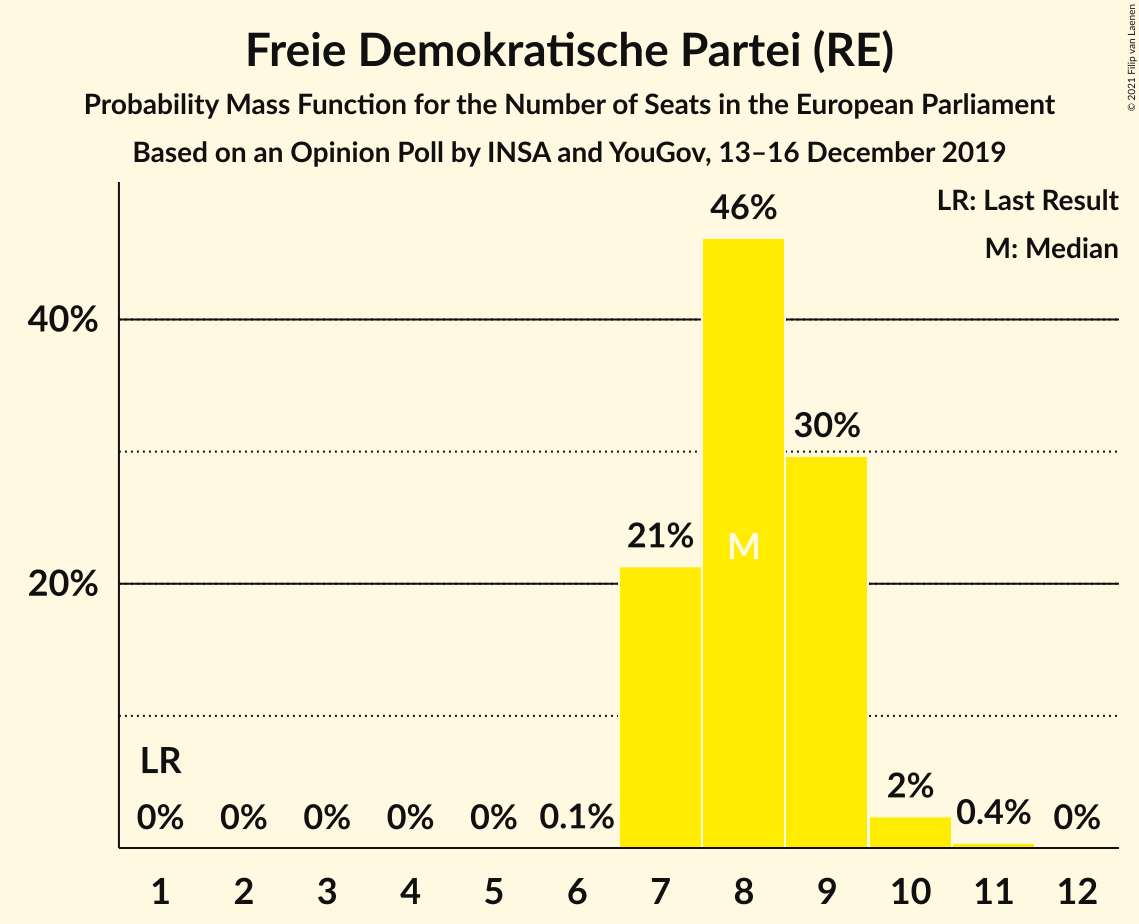 Freie Demokratische Partei (RE)
Probability Mass Function for the Number of Seats in the European Parliament
Based on an Opinion Poll by INSA and YouGov, 13–16 December 2019
© 2021 Filip van Laenen
LR: Last Result
M: Median
46%
40%
30%
21%
M
20%
LR
0% 0% 0% 0% 0% 0.1% 2% 0.4% 0%
1 2 3 4 5 6 7 8 9 10 11 12